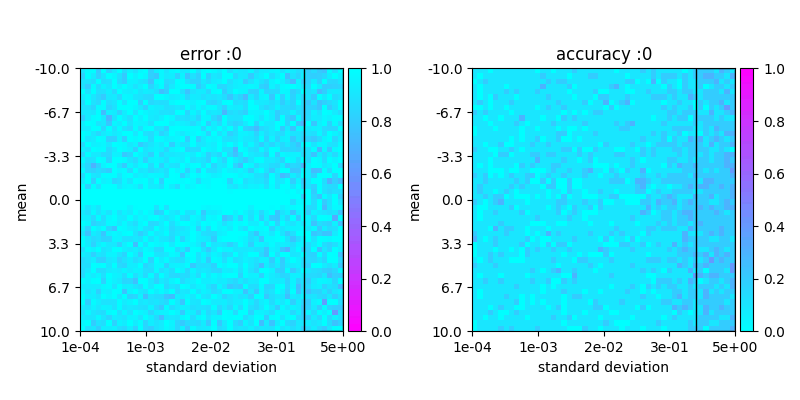 error :0
-10.0
-6.7
-3.3
0.0
3.3
6.7
10.0
mean
1e-04
1e-03
2e-02
3e-01
5e+00
standard deviation
1.0
0.8
0.6
0.4
0.2
0.0
accuracy :0
-10.0
-6.7
-3.3
0.0
3.3
6.7
10.0
mean
1e-04
1e-03
2e-02
3e-01
5e+00
standard deviation
1.0
0.8
0.6
0.4
0.2
0.0